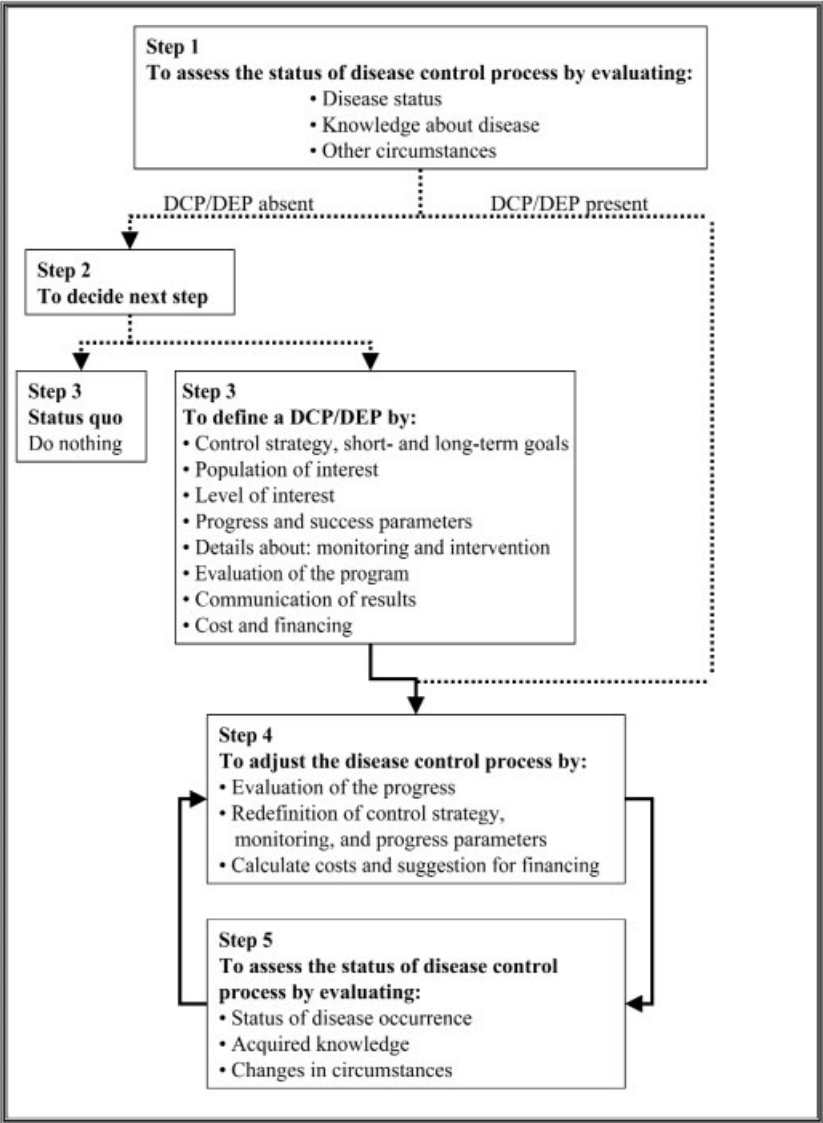 Step 1
To assess the status of disease control process by evaluating:
• Disease status
• Knowledge about disease
• Other circumstances
DCP/DEP absent
DCP/DEP present
Step 2
To decide next step
Step 3
Status quo
Do nothing
Step 3
To define a DCP/DEP by:
• Control strategy, short- and long-term goals
• Population of interest
• Level of interest
• Progress and success parameters
• Details about: monitoring and intervention
• Evaluation of the program
• Communication of results
• Cost and financing
Step 4
To adjust the disease control process by:
• Evaluation of the progress
• Redefinition of control strategy,
monitoring, and progress parameters
• Calculate costs and suggestion for financing
Step 5
To assess the status of disease control
process by evaluating:
• Status of disease occurrence
• Acquired knowledge
• Changes in circumstances